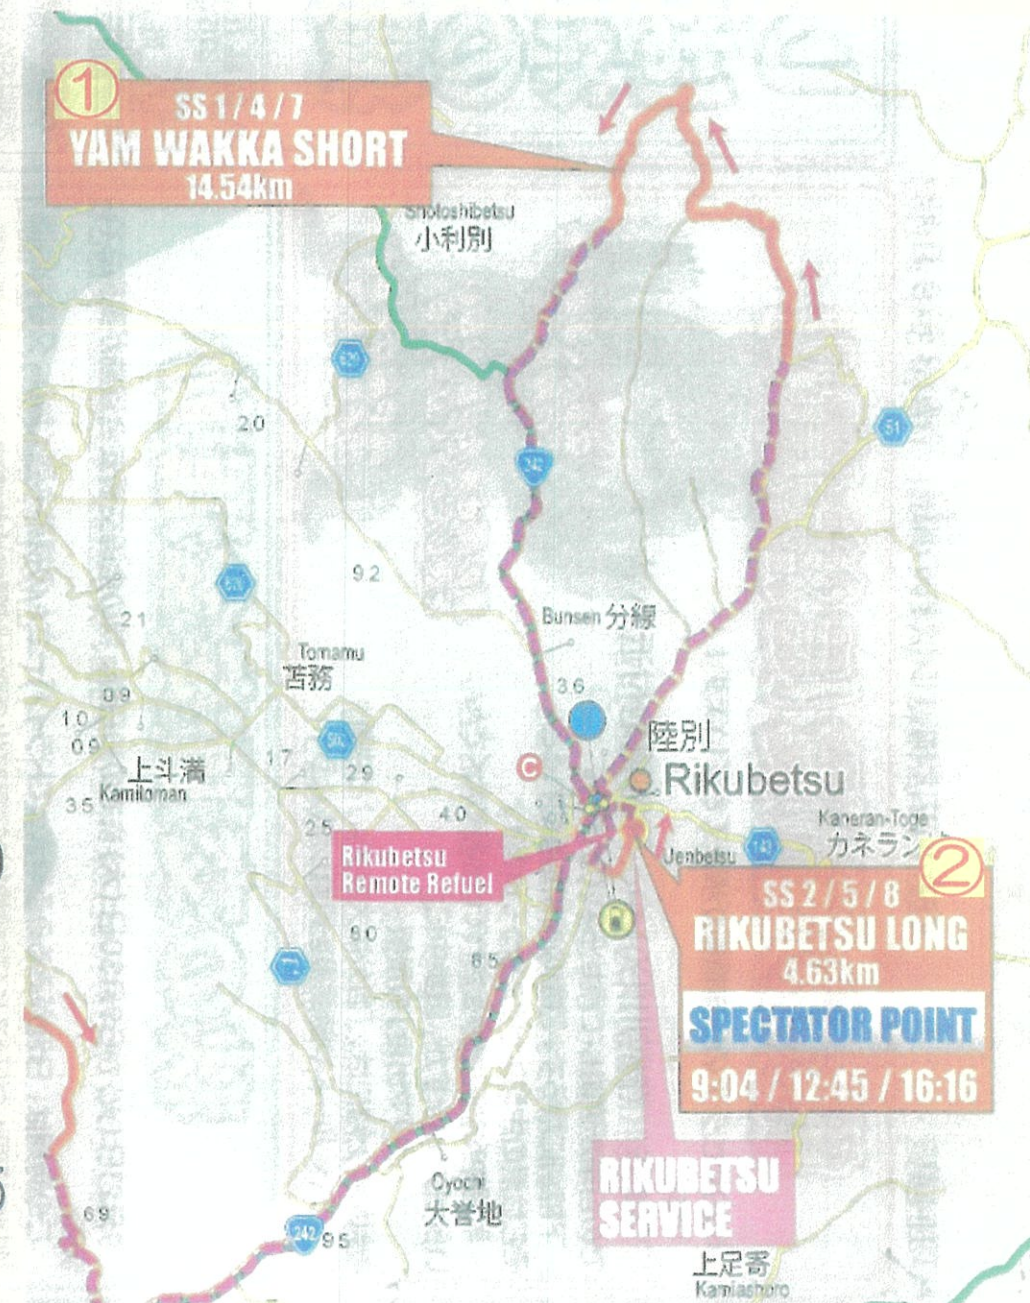 ①
SS 1 / 4 / 7
YAM WAKKA SHORT
14.54km
Shotoshibetsu
小利別
51
2.0
242
9.2
2.1
Bunsen 分線
Tomamu
苫務
3.6
0.9
1.0
0.9
陸別
Rikubetsu
上斗満
Kamitoman
1.7
2.9
C
3.5
4.0
2.5
Kaneran-Toge
カネラン
Jenbetsu
143
Rikubetsu
Remote Refuel
②
SS 2 / 5 / 8
RIKUBETSU LONG
4.63km
SPECTATOR POINT
9:04 / 12:45 / 16:16
8.5
RIKUBETSU
SERVICE
Oyochi
大誉地
6.9
242
9.5
上足寄
Kamiashoro